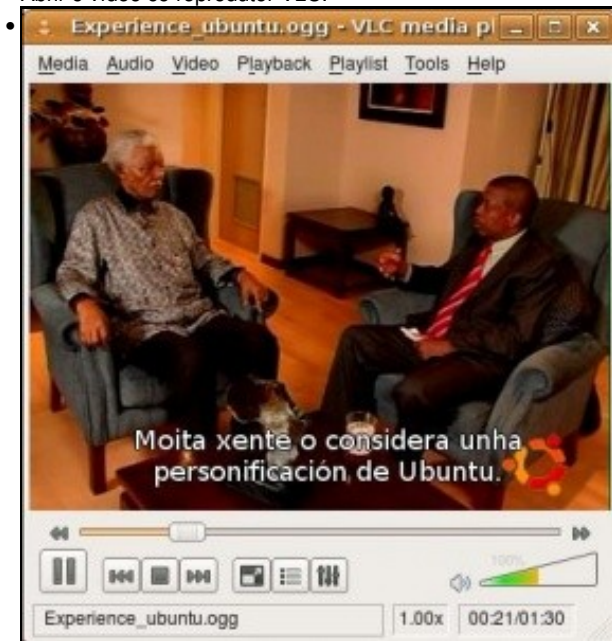 Experience_ubuntu.ogg - VLC media pl
Media Audio Video Playback Playlist Tools Help
Moita xente o considera unha
personificación de Ubuntu.
100%
Experience_ubuntu.ogg 1.00x 00:21/01:30